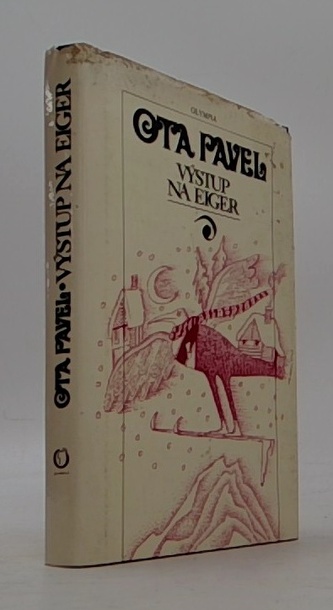 OTA PAVEL • VÝSTUP NA EIGER
OLYMPIA
OTA PAVEL
VÝSTUP
NA EIGER